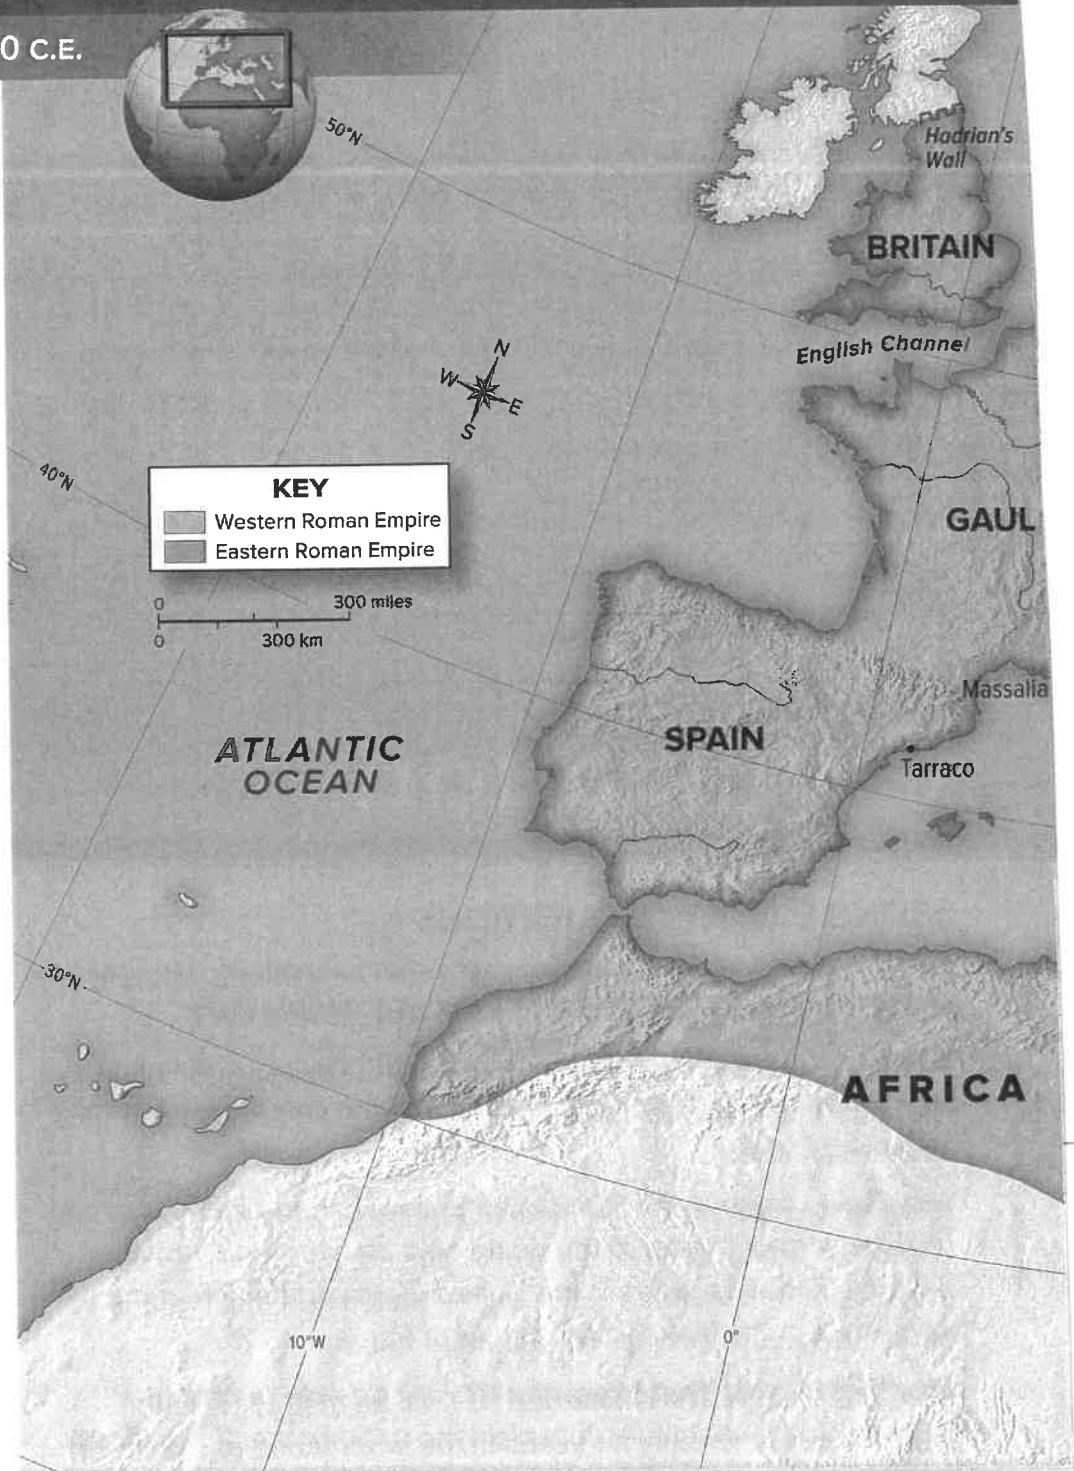 0 C.E.
50°N
Hadrian's
Wall
BRITAIN
English Channel
N
W
E
S
40°N
KEY
Western Roman Empire
Eastern Roman Empire
GAUL
0
300 miles
0
300 km
Massalia
SPAIN
ATLANTIC
OCEAN
Tarraco
30°N
AFRICA
10°W
0°